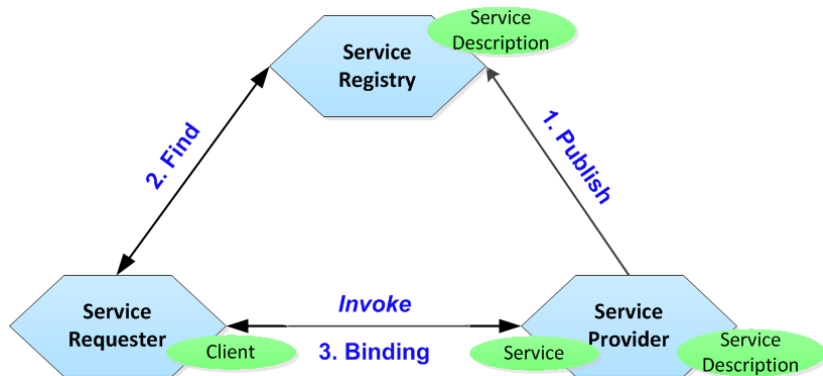 Service
Description
Service
Registry
1. Publish
2. Find
Service
Requester
Client
Invoke
3. Binding
Service
Provider
Service
Service
Description